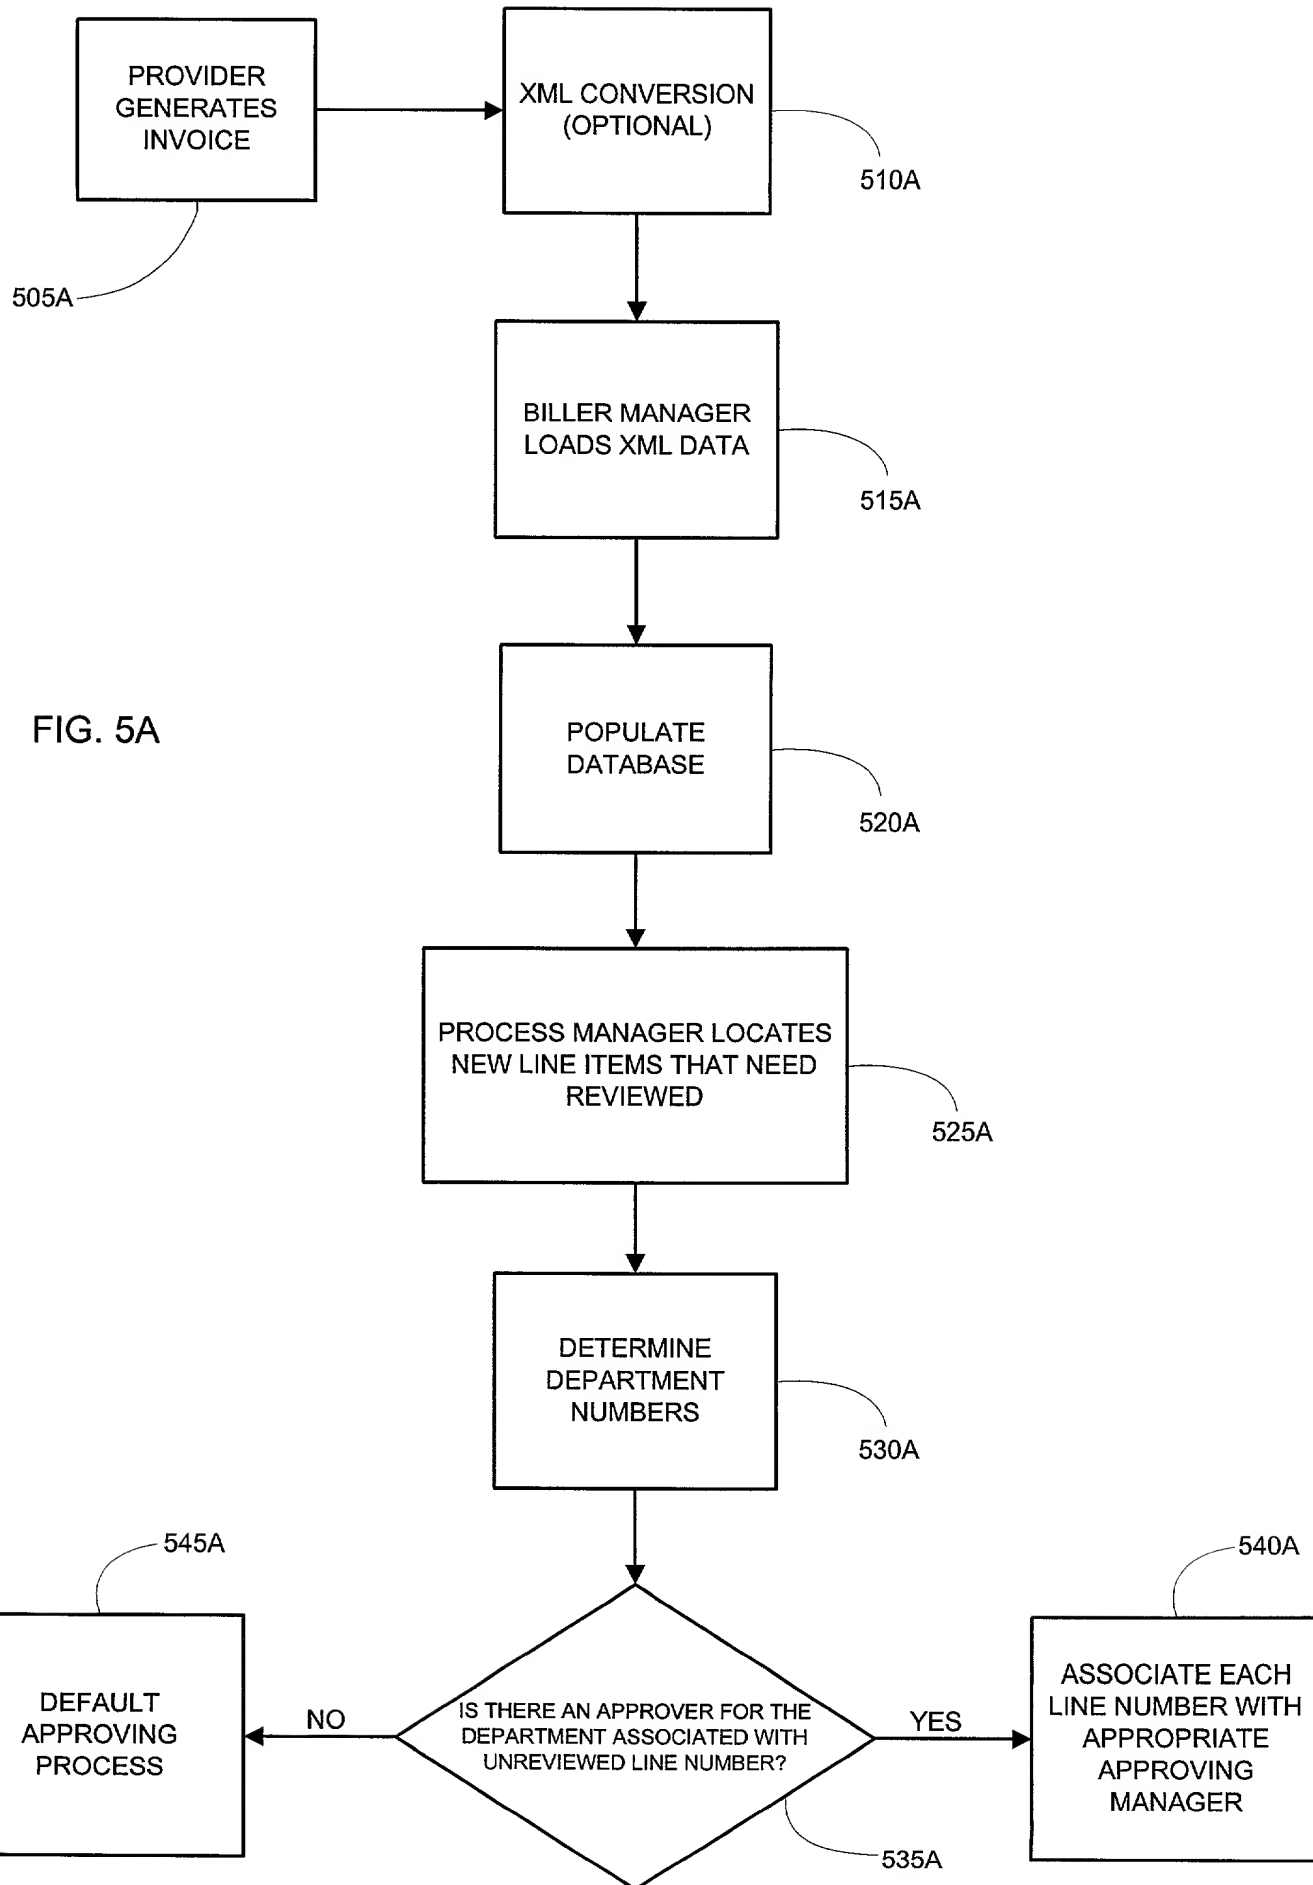 PROVIDER
GENERATES
INVOICE
XML CONVERSION
(OPTIONAL)
510A
505A
BILLER MANAGER
LOADS XML DATA
515A
FIG. 5A
POPULATE
DATABASE
520A
PROCESS MANAGER LOCATES
NEW LINE ITEMS THAT NEED
REVIEWED
525A
DETERMINE
DEPARTMENT
NUMBERS
530A
545A
540A
DEFAULT
APPROVING
PROCESS
NO
IS THERE AN APPROVER FOR THE
DEPARTMENT ASSOCIATED WITH
UNREVIEWED LINE NUMBER?
YES
ASSOCIATE EACH
LINE NUMBER WITH
APPROPRIATE
APPROVING
MANAGER
535A